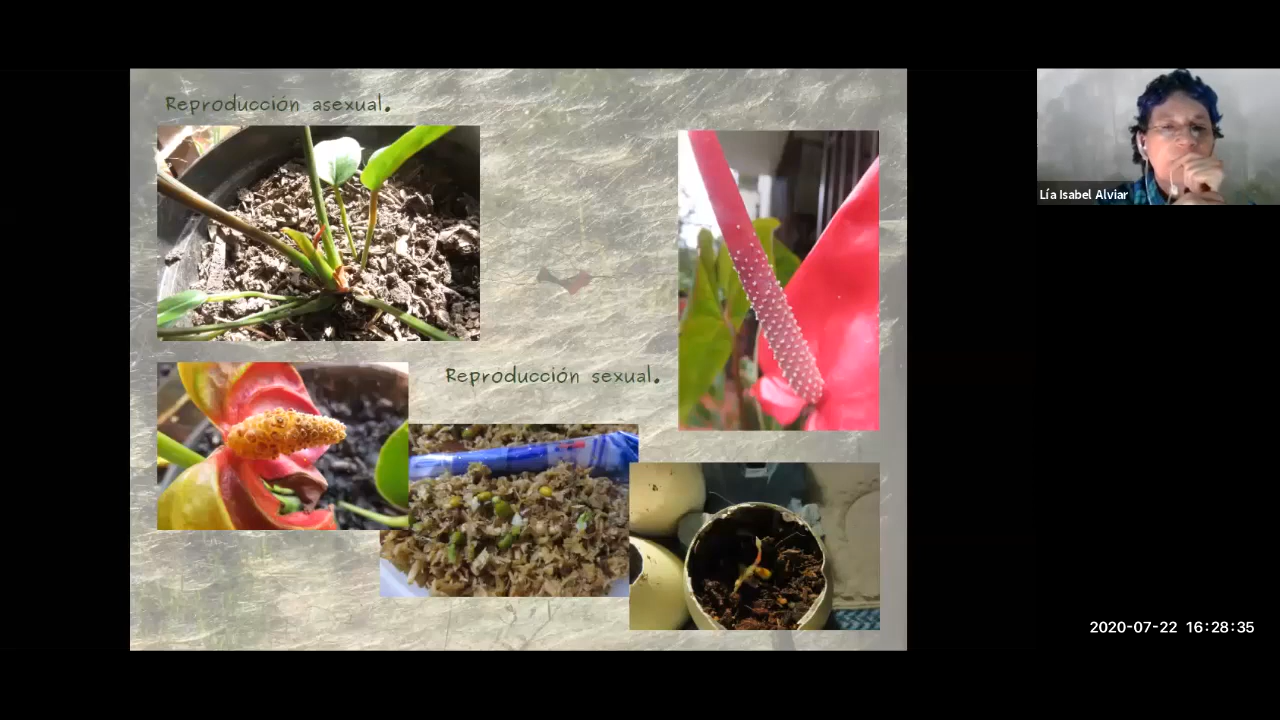 Reproducción asexual.
Lía Isabel Alviar
Reproducción sexual.
2020-07-22 16:28:35